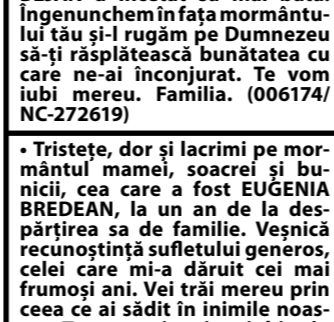 Îngenunchem în fața mormântu-
lui tău și-l rugăm pe Dumnezeu
să-ți răsplătească bunătatea cu
care ne-ai înconjurat. Te vom
iubi mereu. Familia. (006174/
NC-272619)
• Tristețe, dor și lacrimi pe mor-
mântul mamei, soacrei și bu-
nicii, cea care a fost EUGENIA
BREDEAN, la un an de la des-
părțirea sa de familie. Veșnică
recunoștință sufletului generos,
celei care mi-a dăruit cei mai
frumoși ani. Vei trăi mereu prin
ceea ce ai sădit în inimile noas-